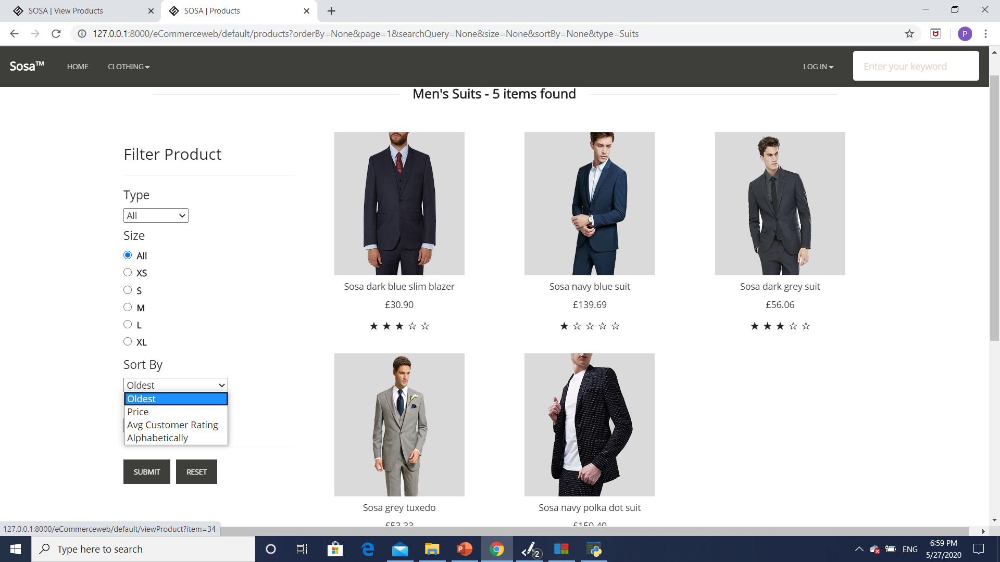 SOSA | View Products
SOSA | Products
127.0.0.1:8000/eCommerceweb/default/products?orderBy=None&page=1&searchQuery=None&size=None&sortBy=None&type=Suits
P
Sosa™
HOME
CLOTHING
LOG IN
Enter your keyword
Men's Suits - 5 items found
Filter Product
Type
All
Size
All
XS
S
M
L
XL
Sort By
Oldest
Oldest
Price
Avg Customer Rating
Alphabetically
SUBMIT
RESET
Sosa dark blue slim blazer
£30.90
★ ★ ★ ☆ ☆
Sosa navy blue suit
£139.69
★ ☆ ☆ ☆ ☆
Sosa dark grey suit
£56.06
★ ★ ★ ☆ ☆
Sosa grey tuxedo
£53.33
Sosa navy polka dot suit
£150.40
127.0.0.1:8000/eCommerceweb/default/viewProduct?item=34
Type here to search
2
ENG
6:59 PM
5/27/2020